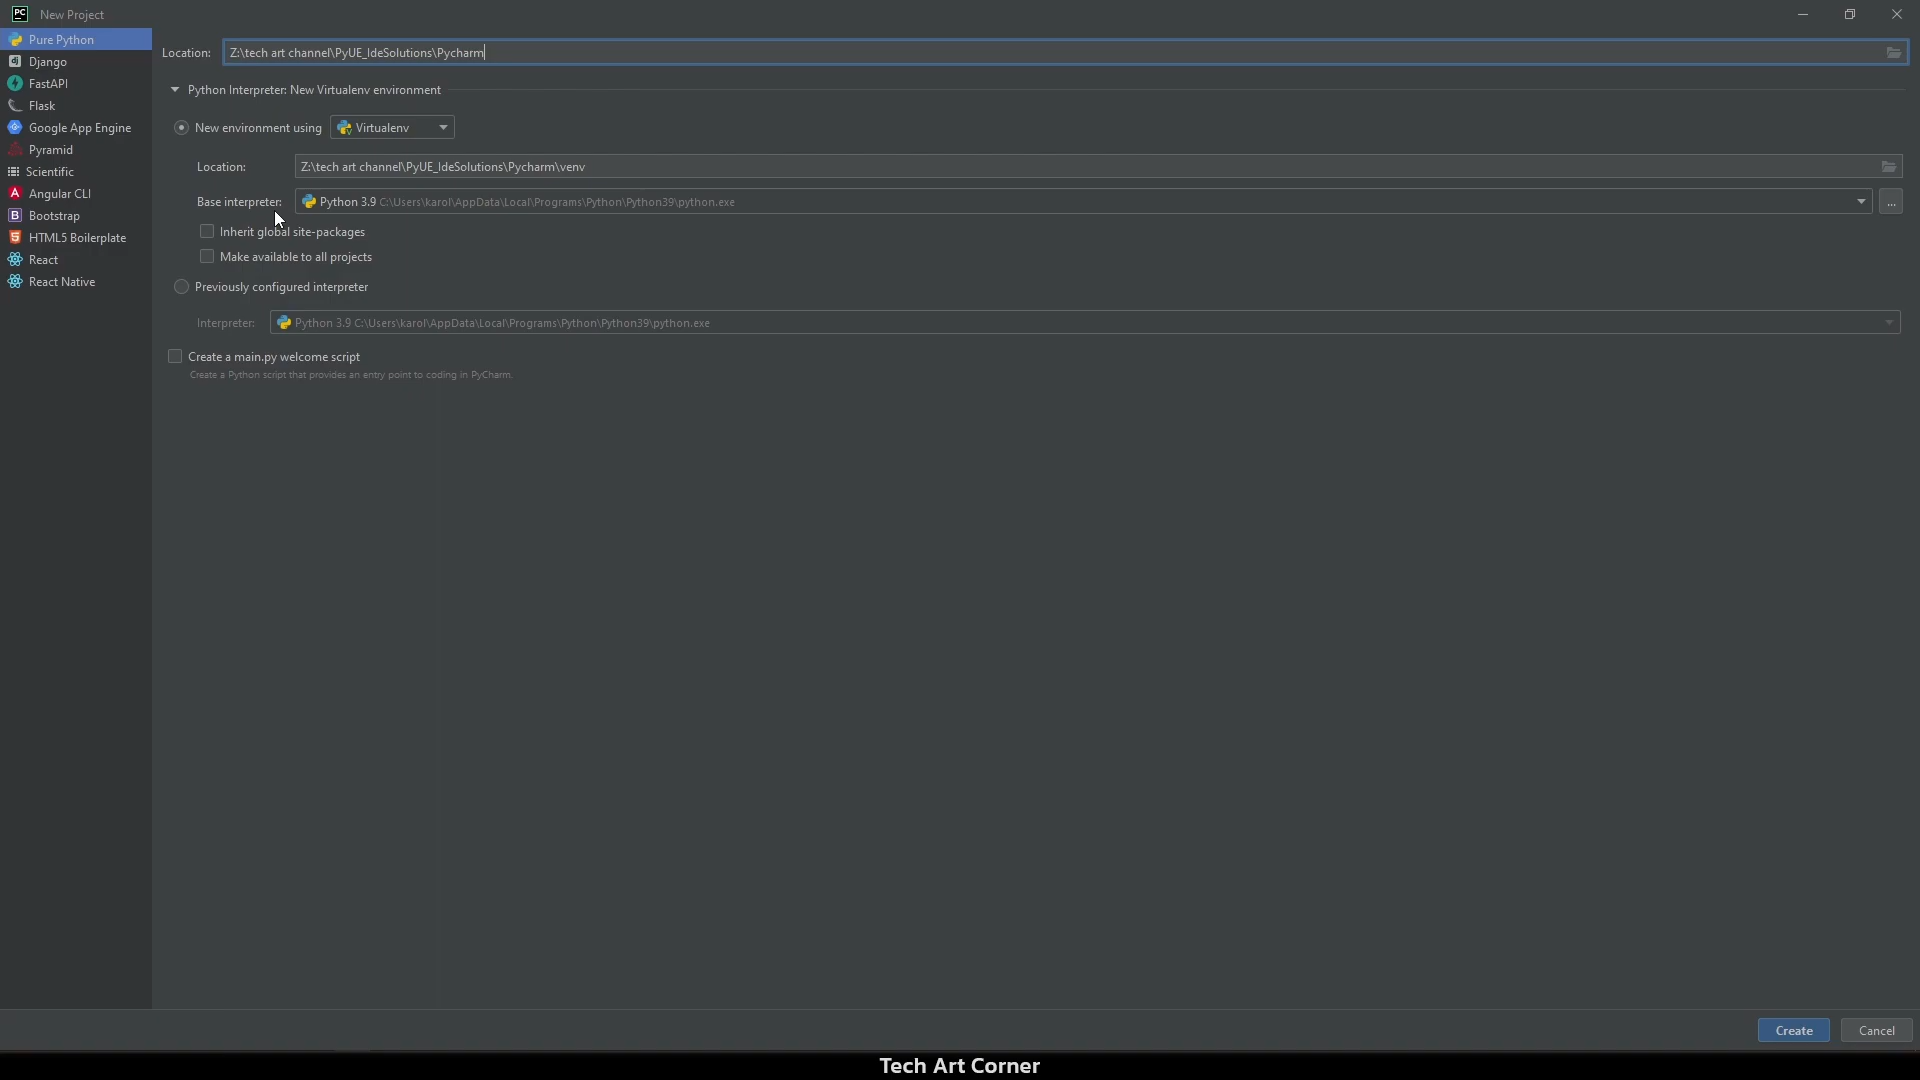 PC New Project
Pure Python
Django
FastAPI
Flask
Google App Engine
Pyramid
Scientific
Angular CLI
Bootstrap
HTML5 Boilerplate
React
React Native
Location: Z:\tech art channel\PyUE_IdeSolutions\Pycharm
Python Interpreter: New Virtualenv environment
New environment using Virtualenv
Location: Z:\tech art channel\PyUE_IdeSolutions\Pycharm\venv
Base interpreter: Python 3.9 C:\Users\karol\AppData\Local\Programs\Python\Python39\python.exe ...
Inherit global site-packages
Make available to all projects
Previously configured interpreter
Interpreter: Python 3.9 C:\Users\karol\AppData\Local\Programs\Python\Python39\python.exe
Create a main.py welcome script
Create a Python script that provides an entry point to coding in PyCharm.
Create Cancel
Tech Art Corner